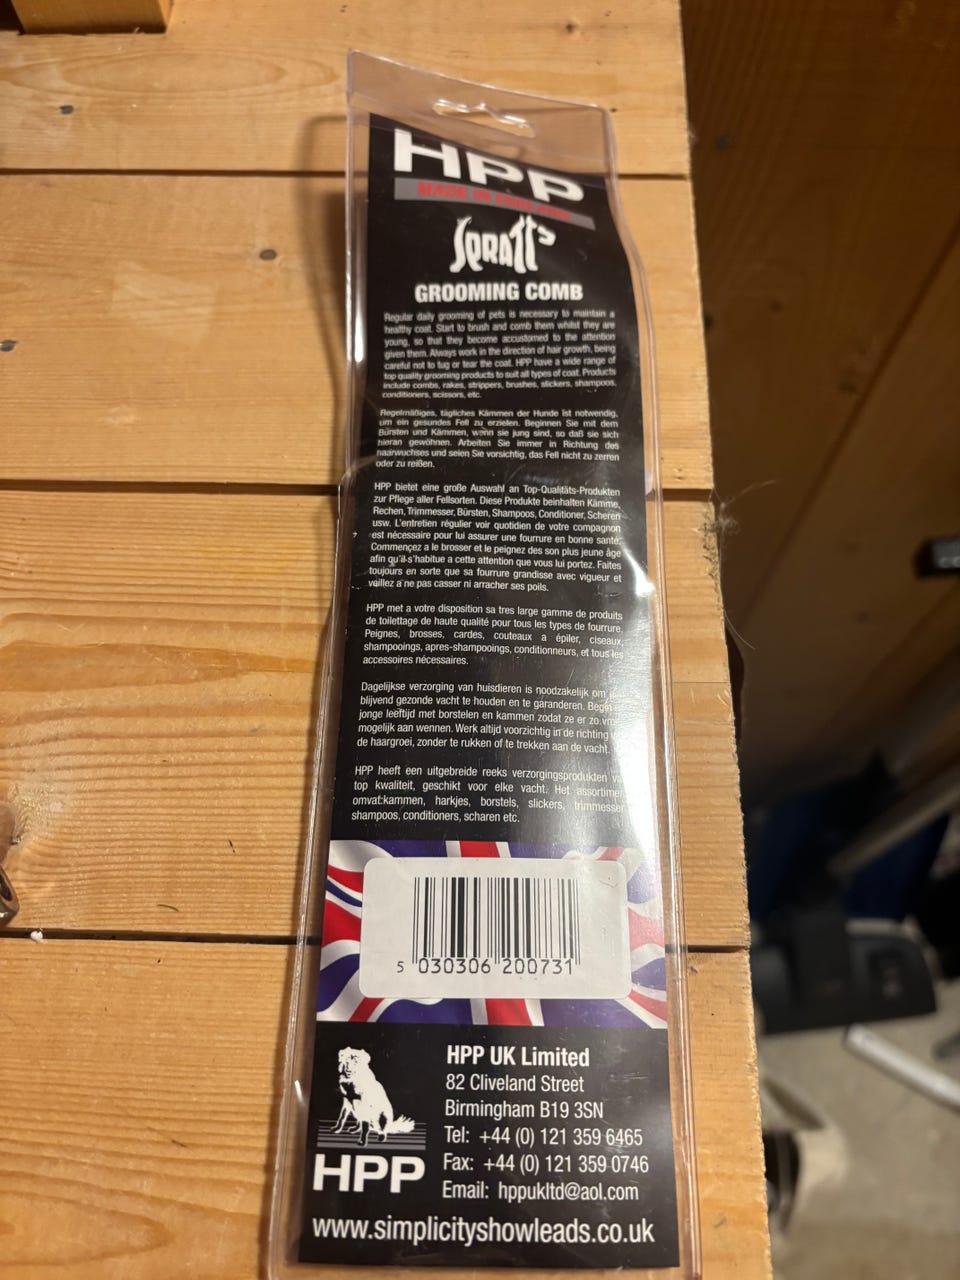 HPP
MADE IN ENGLAND
SPRATT'S
GROOMING COMB
Regular daily grooming of pets is necessary to maintain a
healthy coat. Start to brush and comb them whilst they are
young, so that they become accustomed to the attention
given them. Always work in the direction of hair growth, being
careful not to tug or tear the coat. HPP have a wide range of
top quality grooming products to suit all types of coat. Products
include combs, rakes, strippers, brushes, slickers, shampoos,
conditioners, scissors, etc.
Regelmäßiges, tägliches Kämmen der Hunde ist notwendig,
um ein gesundes Fell zu erzielen. Beginnen Sie mit dem
Bürsten und Kämmen, wenn sie jung sind, so daß sie sich
hieran gewöhnen. Arbeiten Sie immer in Richtung des
haarwuchses und seien Sie vorsichtig, das Fell nicht zu zerren
oder zu reißen.
HPP bietet eine große Auswahl an Top-Qualitäts-Produkten
zur Pflege aller Fellsorten. Diese Produkte beinhalten Kämme,
Rechen, Trimmesser, Bürsten, Shampoos, Conditioner, Scheren
usw. L'entretien régulier voir quotidien de votre compagnon
est nécessaire pour lui assurer une fourrure en bonne santé.
Commençez a le brosser et le peignez des son plus jeune âge
afin qu'il-s'habitue a cette attention que vous lui portez. Faites
toujours en sorte que sa fourrure grandisse avec vigueur et
veillez a ne pas casser ni arracher ses poils.
HPP met a votre disposition sa tres large gamme de produits
de toilettage de haute qualité pour tous les types de fourrure.
Peignes, brosses, cardes, couteaux a épiler, ciseaux,
shampooings, apres-shampooings, conditionneurs, et tous les
accessoires nécessaires.
Dagelijkse verzorging van huisdieren is noodzakelijk om
blijvend gezonde vacht te houden en te garanderen. Begin
jonge leeftijd met borstelen en kammen zodat ze er zo
mogelijk aan wennen. Werk altijd voorzichtig in de richting
de haargroei, zonder te rukken of te trekken aan de vacht.
HPP heeft een uitgebreide reeks verzorgingsprodukten
top kwaliteit, geschikt voor elke vacht. Het
omvat:kammen, harkjes, borstels, slickers, trimmesser
shampoos, conditioners, scharen etc.
5 030306 200731
HPP UK Limited
82 Cliveland Street
Birmingham B19 3SN
Tel: +44 (0) 121 359 6465
Fax: +44 (0) 121 359 0746
Email: hppukltd@aol.com
HPP
www.simplicityshowleads.co.uk